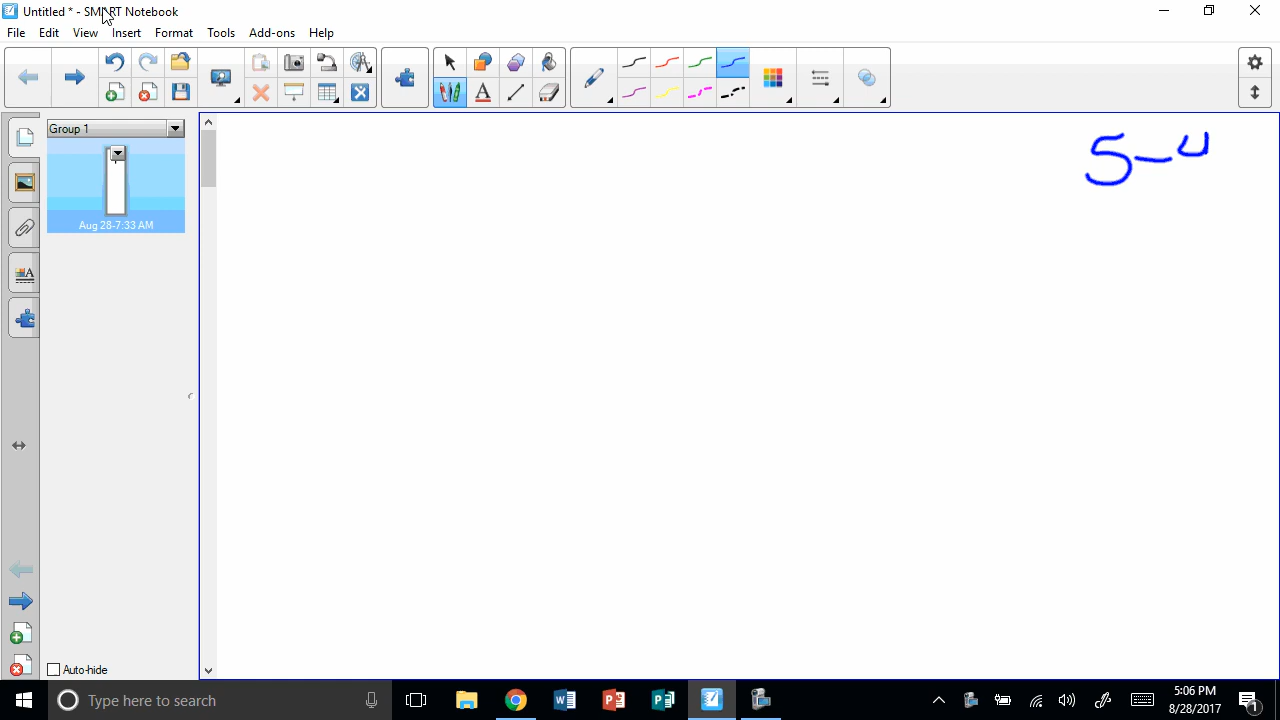 Untitled * - SMART Notebook
File Edit View Insert Format Tools Add-ons Help
Group 1
5-4
Aug 28-7:33 AM
Auto-hide
Type here to search
5:06 PM
8/28/2017
1